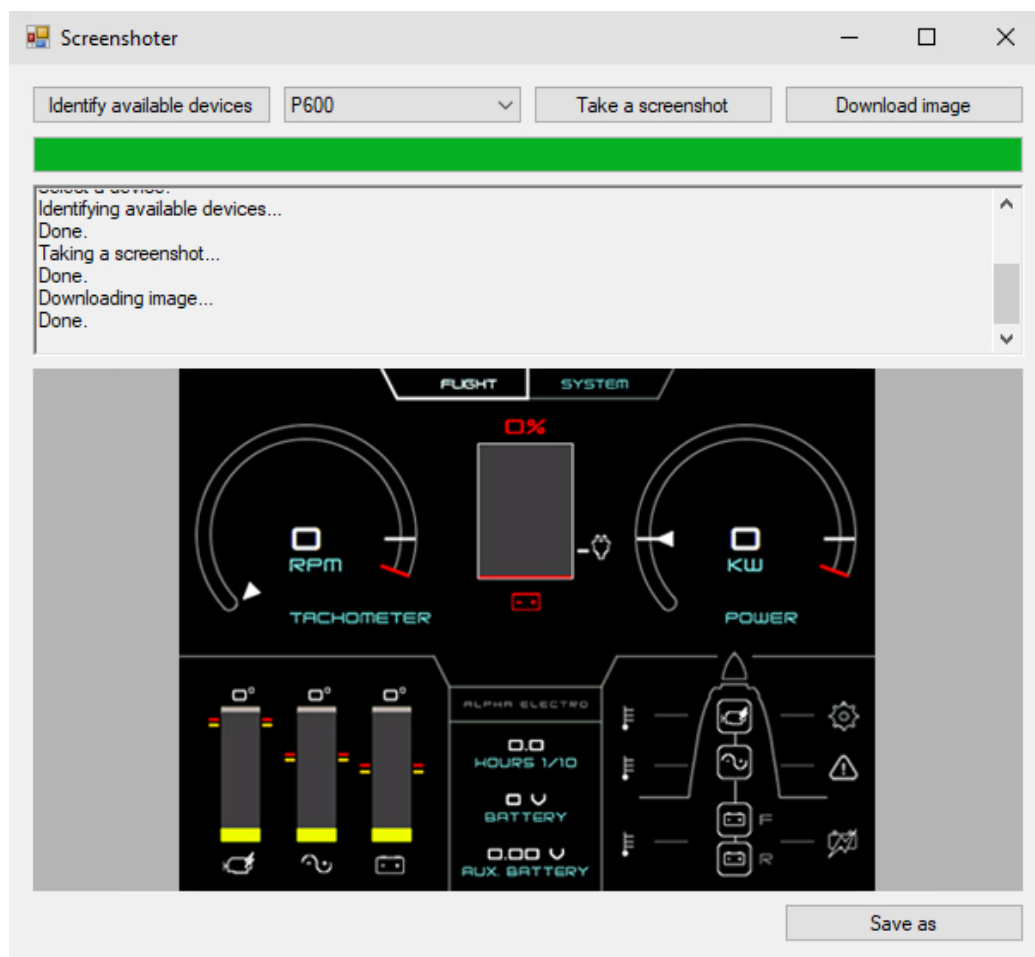 Screenshoter
Identify available devices
P600
Take a screenshot
Download image
Select a device.
Identifying available devices...
Done.
Taking a screenshot...
Done.
Downloading image...
Done.
FLIGHT
SYSTEM
0%
0
RPM
TACHOMETER
0
KW
POWER
0°
0°
0°
ALPHA ELECTRO
0.0
HOURS 1/10
0 V
BATTERY
0.00 V
AUX. BATTERY
F
R
Save as